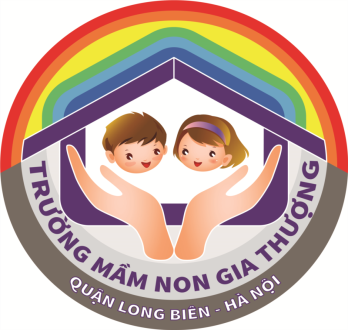 TRƯỜNG MẦM NON GIA THƯỢNG
QUẬN LONG BIÊN - HÀ NỘI